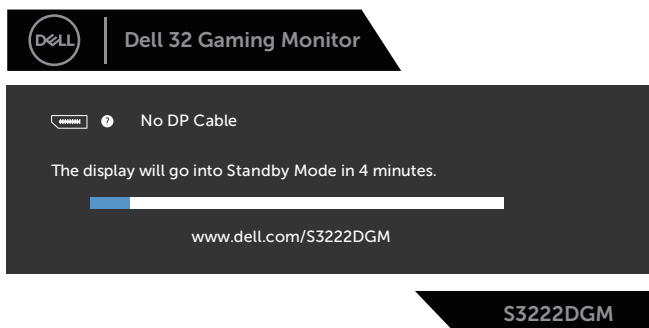 DELL
Dell 32 Gaming Monitor
? No DP Cable
The display will go into Standby Mode in 4 minutes.
www.dell.com/S3222DGM
S3222DGM